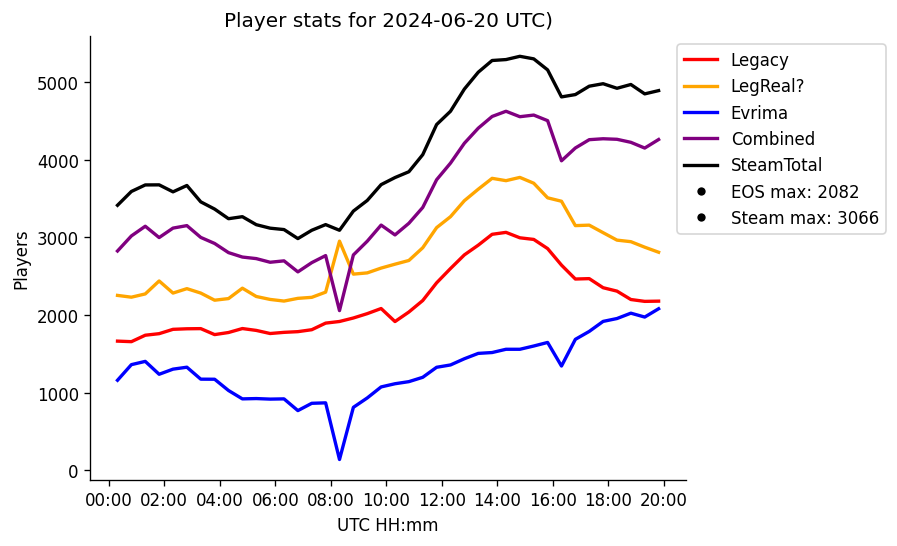 Player stats for 2024-06-20 UTC)
Legacy
LegReal?
Evrima
Combined
SteamTotal
EOS max: 2082
Steam max: 3066
Players
5000
4000
3000
2000
1000
0
00:00 02:00 04:00 06:00 08:00 10:00 12:00 14:00 16:00 18:00 20:00
UTC HH:mm